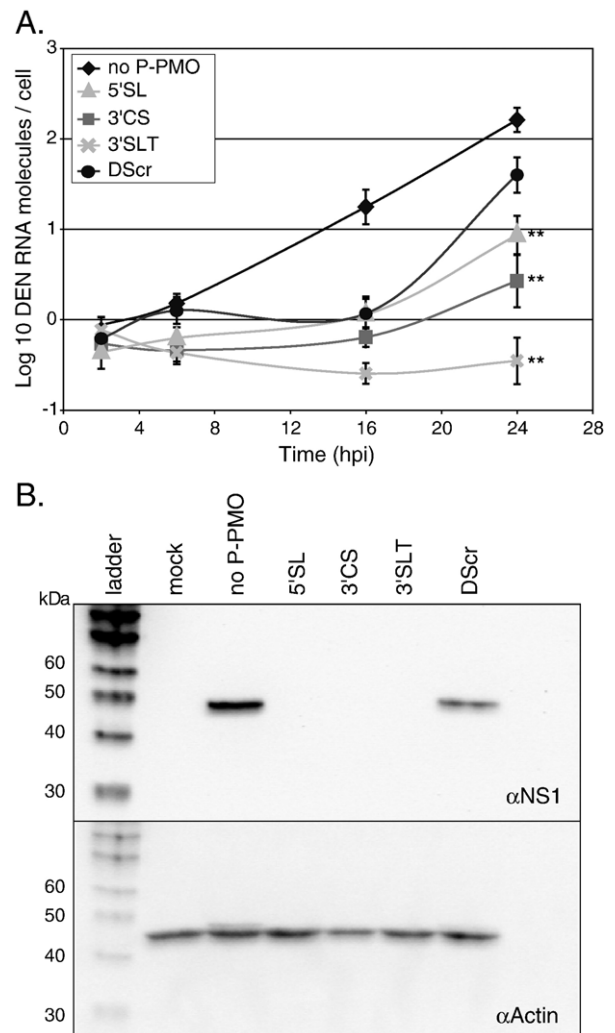 A.
3
2
1
0
-1
Log 10 DEN RNA molecules / cell
no P-PMO
5'SL
3'CS
3'SLT
DScr
**
**
**
0 4 8 12 16 20 24 28
Time (hpi)
B.
kDa ladder mock no P-PMO 5'SL 3'CS 3'SLT DScr
60
50
40
30
αNS1
60
50
40
30
αActin